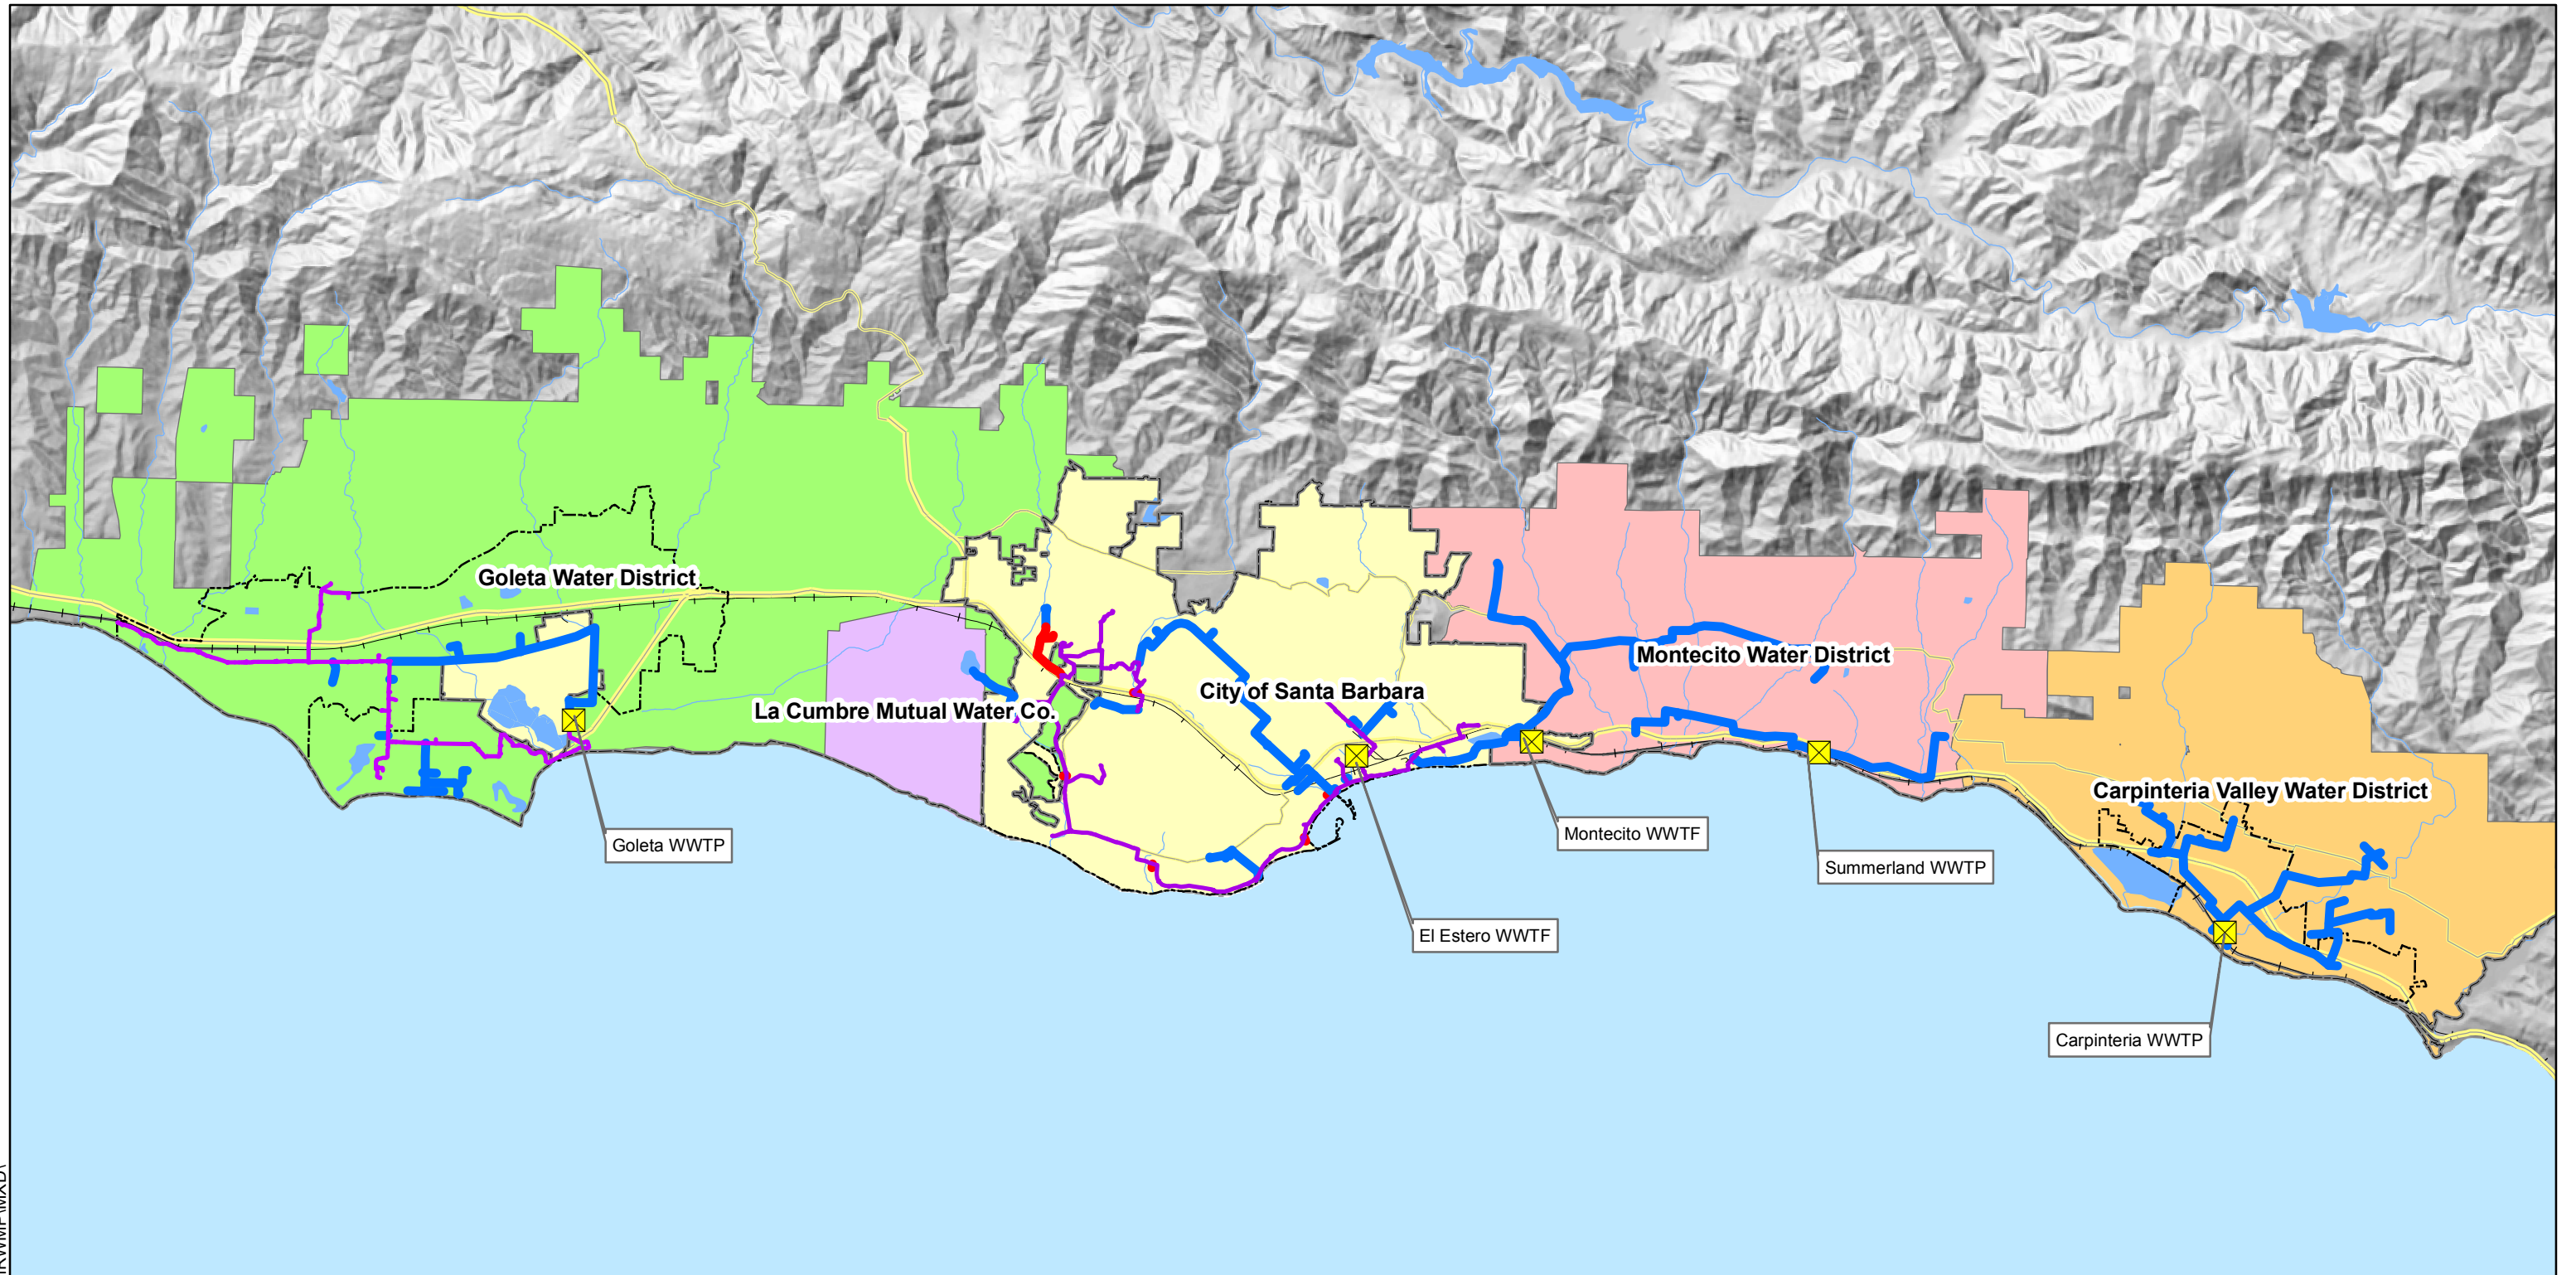 Goleta Water District
Montecito Water District
City of Santa Barbara
La Cumbre Mutual Water Co.
Carpinteria Valley Water District
Goleta WWTP
Montecito WWTF
Summerland WWTP
El Estero WWTF
Carpinteria WWTP